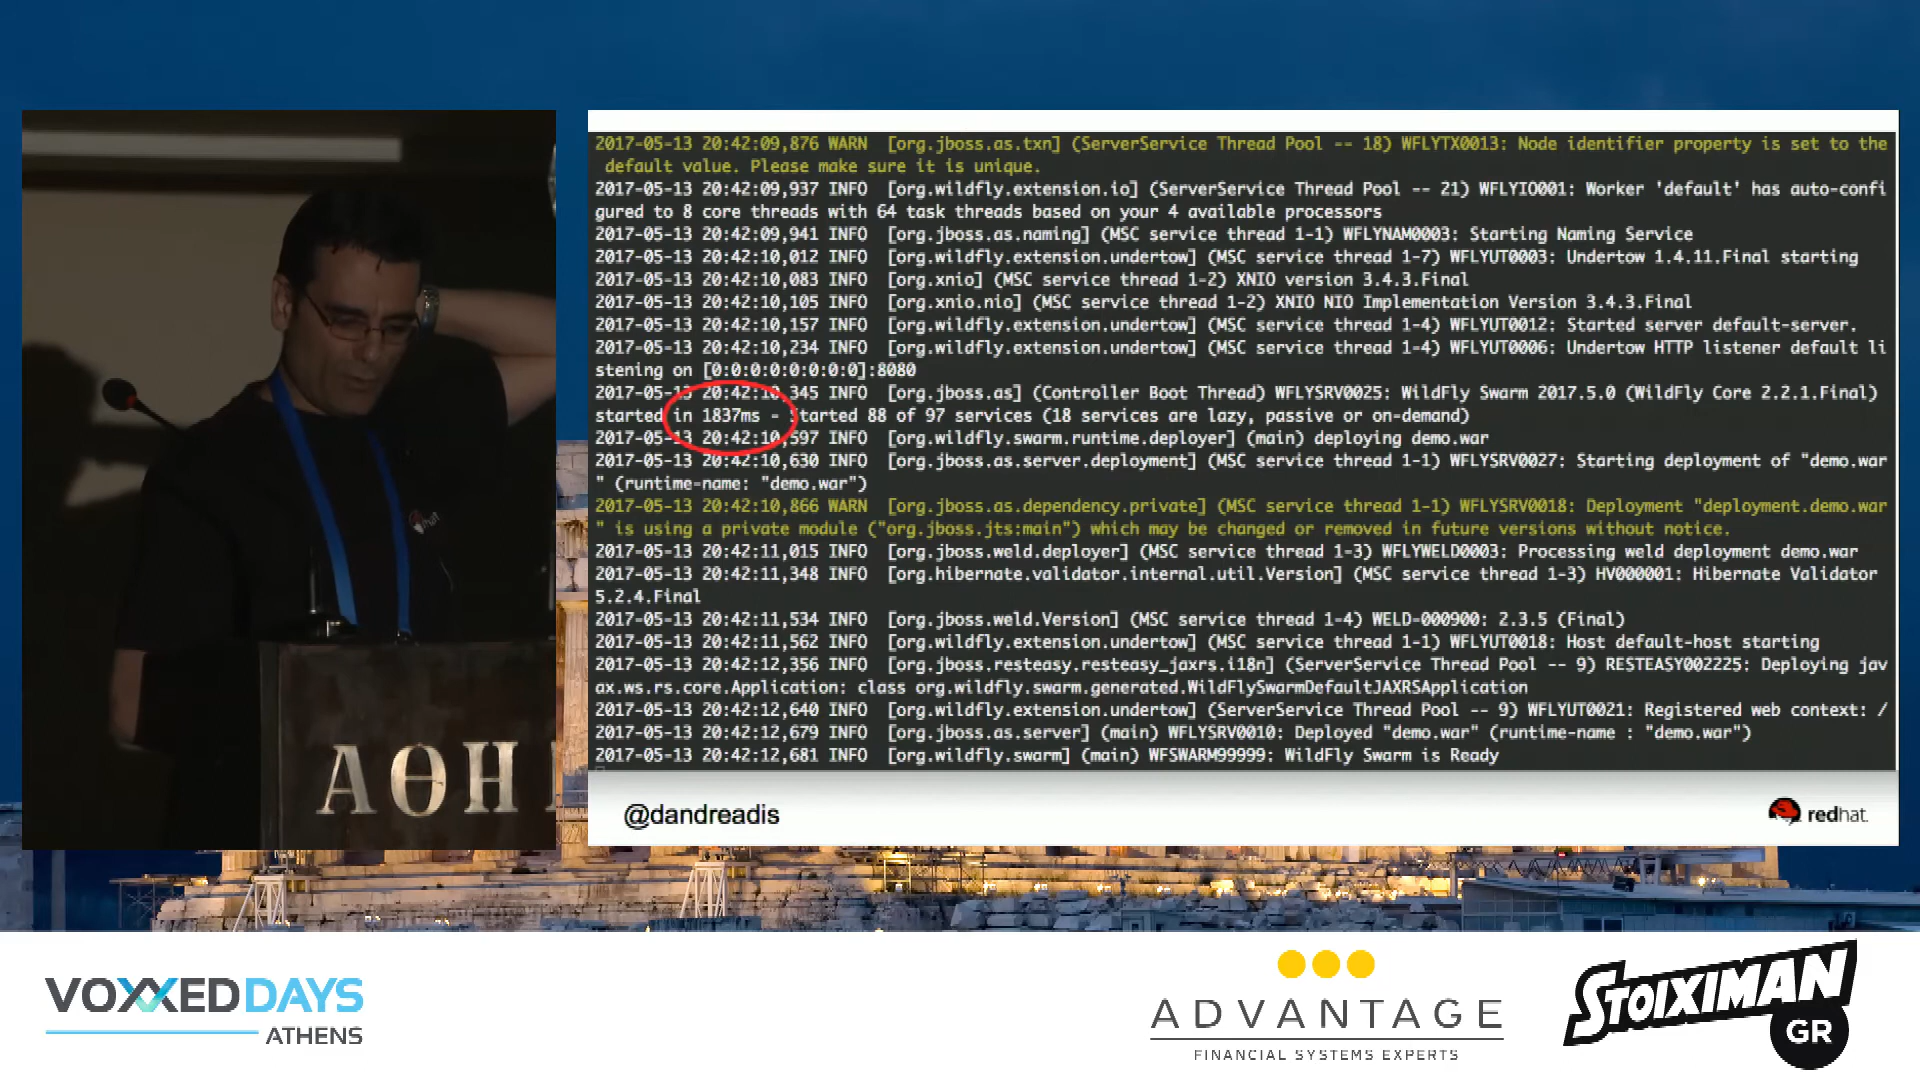 2017-05-13 20:42:09,876 WARN  [org.jboss.as.txn] (ServerService Thread Pool -- 18) WFLYTX0013: Node identifier property is set to the
default value. Please make sure it is unique.
2017-05-13 20:42:09,937 INFO  [org.wildfly.extension.io] (ServerService Thread Pool -- 21) WFLYIO001: Worker 'default' has auto-confi
gured to 8 core threads with 64 task threads based on your 4 available processors
2017-05-13 20:42:09,941 INFO  [org.jboss.as.naming] (MSC service thread 1-1) WFLYNAM0003: Starting Naming Service
2017-05-13 20:42:10,012 INFO  [org.wildfly.extension.undertow] (MSC service thread 1-7) WFLYUT0003: Undertow 1.4.11.Final starting
2017-05-13 20:42:10,083 INFO  [org.xnio] (MSC service thread 1-2) XNIO version 3.4.3.Final
2017-05-13 20:42:10,105 INFO  [org.xnio.nio] (MSC service thread 1-2) XNIO NIO Implementation Version 3.4.3.Final
2017-05-13 20:42:10,157 INFO  [org.wildfly.extension.undertow] (MSC service thread 1-4) WFLYUT0012: Started server default-server.
2017-05-13 20:42:10,234 INFO  [org.wildfly.extension.undertow] (MSC service thread 1-4) WFLYUT0006: Undertow HTTP listener default li
stening on [0:0:0:0:0:0:0:0]:8080
2017-05-13 20:42:10,345 INFO  [org.jboss.as] (Controller Boot Thread) WFLYSRV0025: WildFly Swarm 2017.5.0 (WildFly Core 2.2.1.Final)
started in 1837ms - Started 88 of 97 services (18 services are lazy, passive or on-demand)
2017-05-13 20:42:10,597 INFO  [org.wildfly.swarm.runtime.deployer] (main) deploying demo.war
2017-05-13 20:42:10,630 INFO  [org.jboss.as.server.deployment] (MSC service thread 1-1) WFLYSRV0027: Starting deployment of "demo.war
" (runtime-name: "demo.war")
2017-05-13 20:42:10,866 WARN  [org.jboss.as.dependency.private] (MSC service thread 1-1) WFLYSRV0018: Deployment "deployment.demo.war
" is using a private module ("org.jboss.jts:main") which may be changed or removed in future versions without notice.
2017-05-13 20:42:11,015 INFO  [org.jboss.weld.deployer] (MSC service thread 1-3) WFLYWELD0003: Processing weld deployment demo.war
2017-05-13 20:42:11,348 INFO  [org.hibernate.validator.internal.util.Version] (MSC service thread 1-3) HV000001: Hibernate Validator
5.2.4.Final
2017-05-13 20:42:11,534 INFO  [org.jboss.weld.Version] (MSC service thread 1-4) WELD-000900: 2.3.5 (Final)
2017-05-13 20:42:11,562 INFO  [org.wildfly.extension.undertow] (MSC service thread 1-1) WFLYUT0018: Host default-host starting
2017-05-13 20:42:12,356 INFO  [org.jboss.resteasy.resteasy_jaxrs.i18n] (ServerService Thread Pool -- 9) RESTEASY002225: Deploying jav
ax.ws.rs.core.Application: class org.wildfly.swarm.generated.WildFlySwarmDefaultJAXRSApplication
2017-05-13 20:42:12,640 INFO  [org.wildfly.extension.undertow] (ServerService Thread Pool -- 9) WFLYUT0021: Registered web context: /
2017-05-13 20:42:12,679 INFO  [org.jboss.as.server] (main) WFLYSRV0010: Deployed "demo.war" (runtime-name : "demo.war")
2017-05-13 20:42:12,681 INFO  [org.wildfly.swarm] (main) WFSWARM99999: WildFly Swarm is Ready
@dandreadis
redhat.
ΑΘΗ
VOXXED DAYS
ATHENS
ADVANTAGE
FINANCIAL SYSTEMS EXPERTS
STOIXIMAN
GR